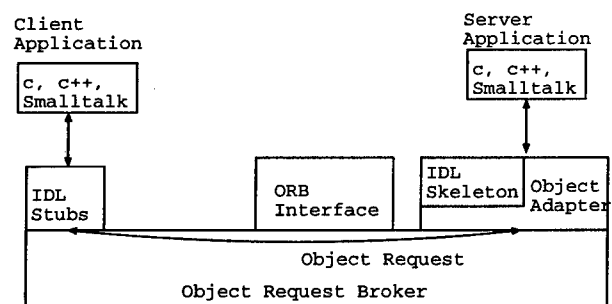 Client
Application
Server
Application
c, c++,
Smalltalk
c, c++,
Smalltalk
IDL
Stubs
ORB
Interface
IDL
Skeleton
Object
Adapter
Object Request
Object Request Broker